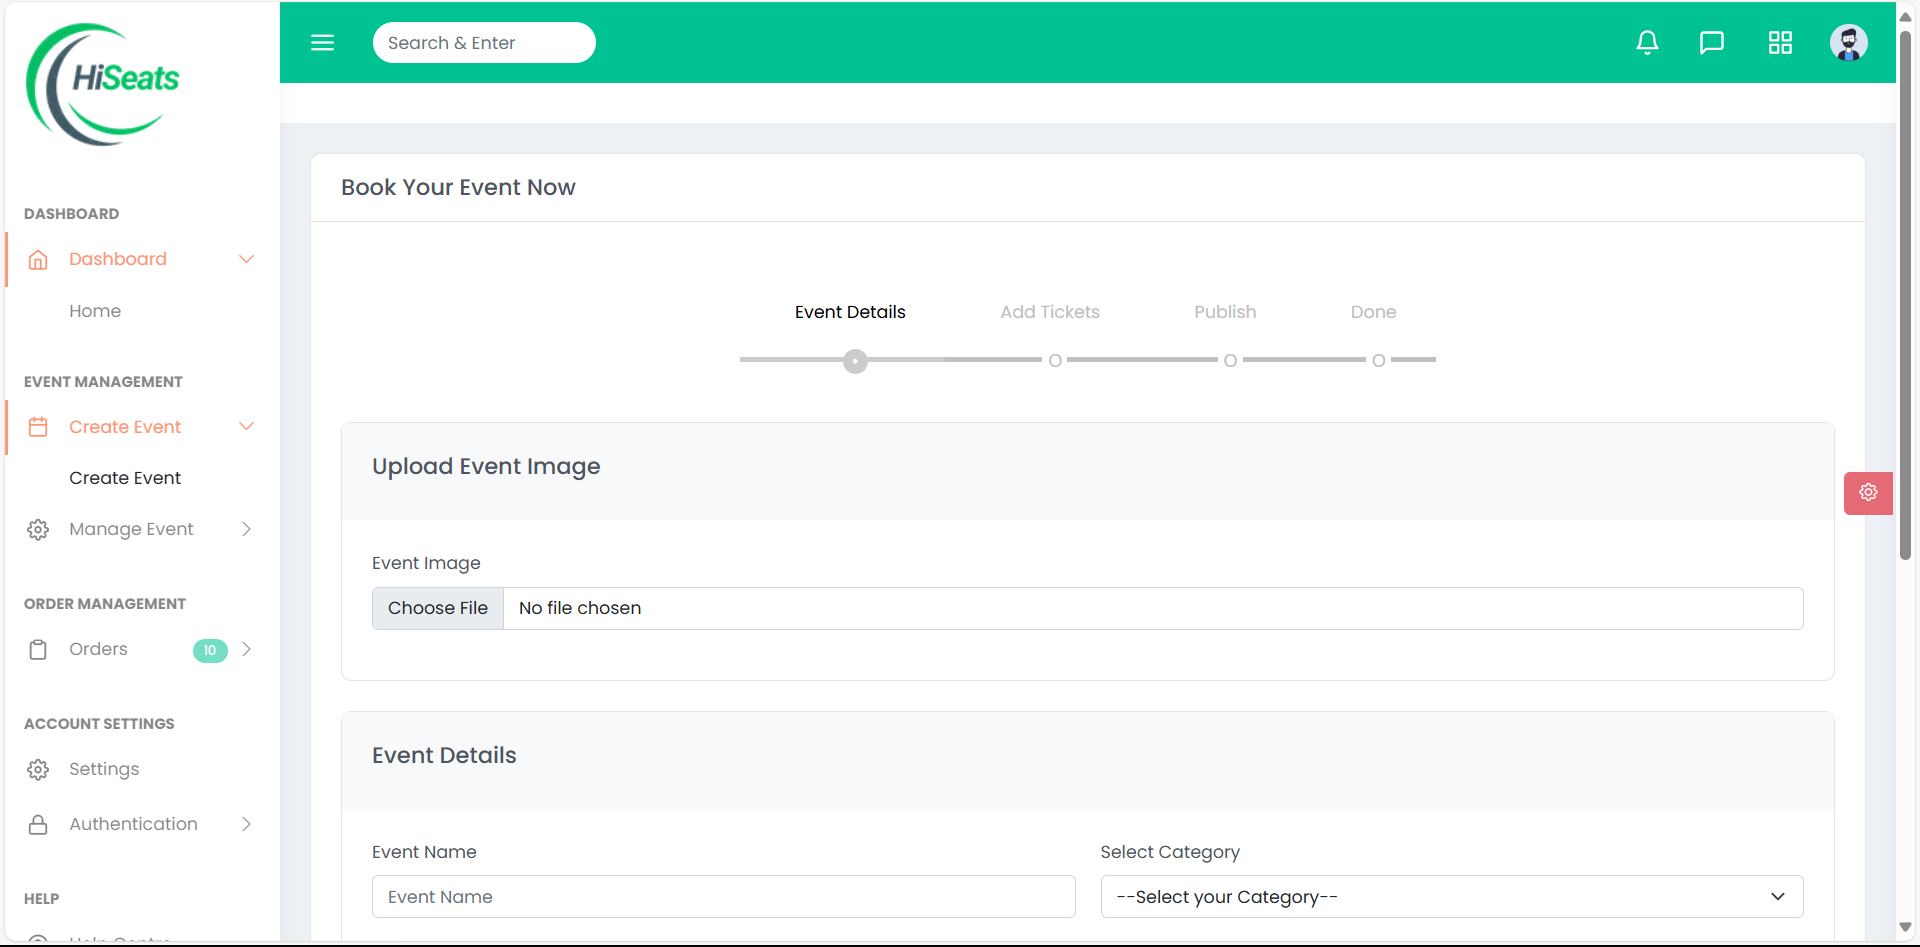 HiSeats
Search & Enter
DASHBOARD
Dashboard
Home
EVENT MANAGEMENT
Create Event
Create Event
Manage Event
ORDER MANAGEMENT
Orders 10
ACCOUNT SETTINGS
Settings
Authentication
HELP
Book Your Event Now
Event Details Add Tickets Publish Done
Upload Event Image
Event Image
Choose File No file chosen
Event Details
Event Name Select Category
Event Name --Select your Category--